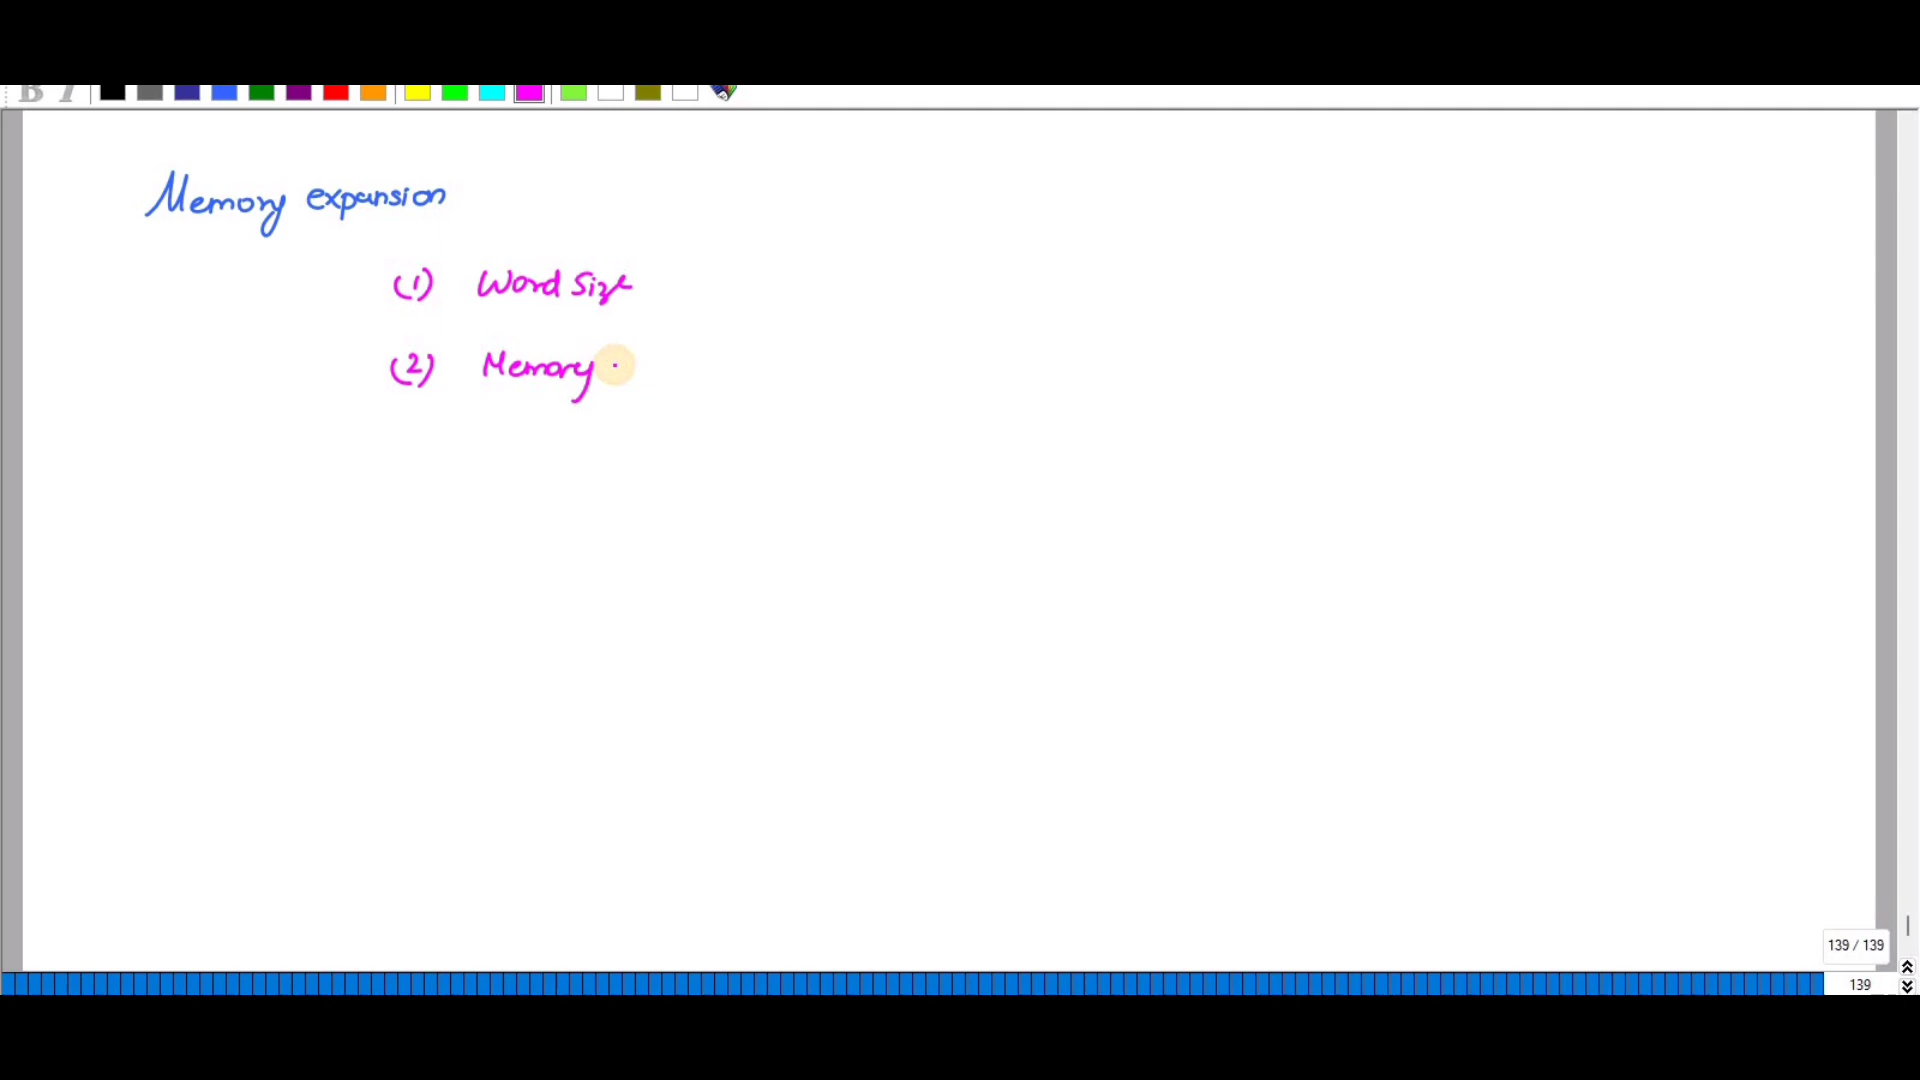 B I
Memory expansion
(1) Word Size
(2) Memory
139 / 139
139